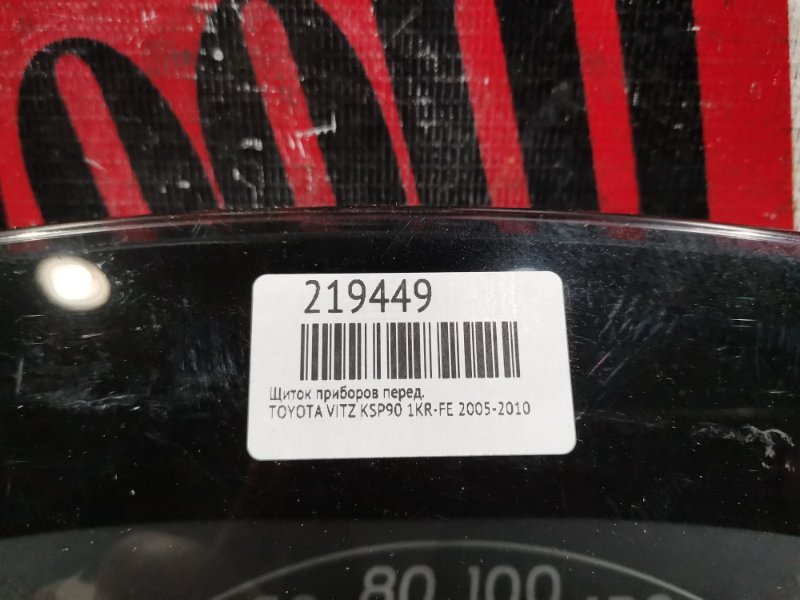 219449
Щиток приборов перед.
TOYOTA VITZ KSP90 1KR-FE 2005-2010
80 100